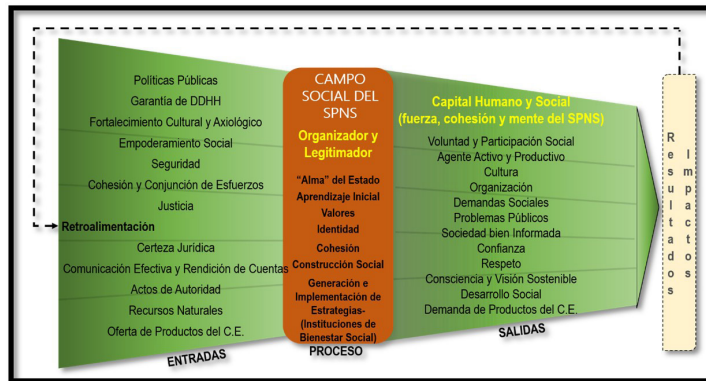 Políticas Públicas
Garantía de DDHH
Fortalecimiento Cultural y Axiológico
Empoderamiento Social
Seguridad
Cohesión y Conjunción de Esfuerzos
Justicia
Retroalimentación
Certeza Jurídica
Comunicación Efectiva y Rendición de Cuentas
Actos de Autoridad
Recursos Naturales
Oferta de Productos del C.E.
ENTRADAS
CAMPO
SOCIAL DEL
SPNS
Organizador y
Legitimador
“Alma” del Estado
Aprendizaje Inicial
Valores
Identidad
Cohesión
Construcción Social
Generación e
Implementación de
Estrategias-
(Instituciones de
Bienestar Social)
PROCESO
Capital Humano y Social
(fuerza, cohesión y mente del SPNS)
Voluntad y Participación Social
Agente Activo y Productivo
Cultura
Organización
Demandas Sociales
Problemas Públicos
Sociedad bien Informada
Confianza
Respeto
Consciencia y Visión Sostenible
Desarrollo Social
Demanda de Productos del C.E.
SALIDAS
Resultados
Impactos